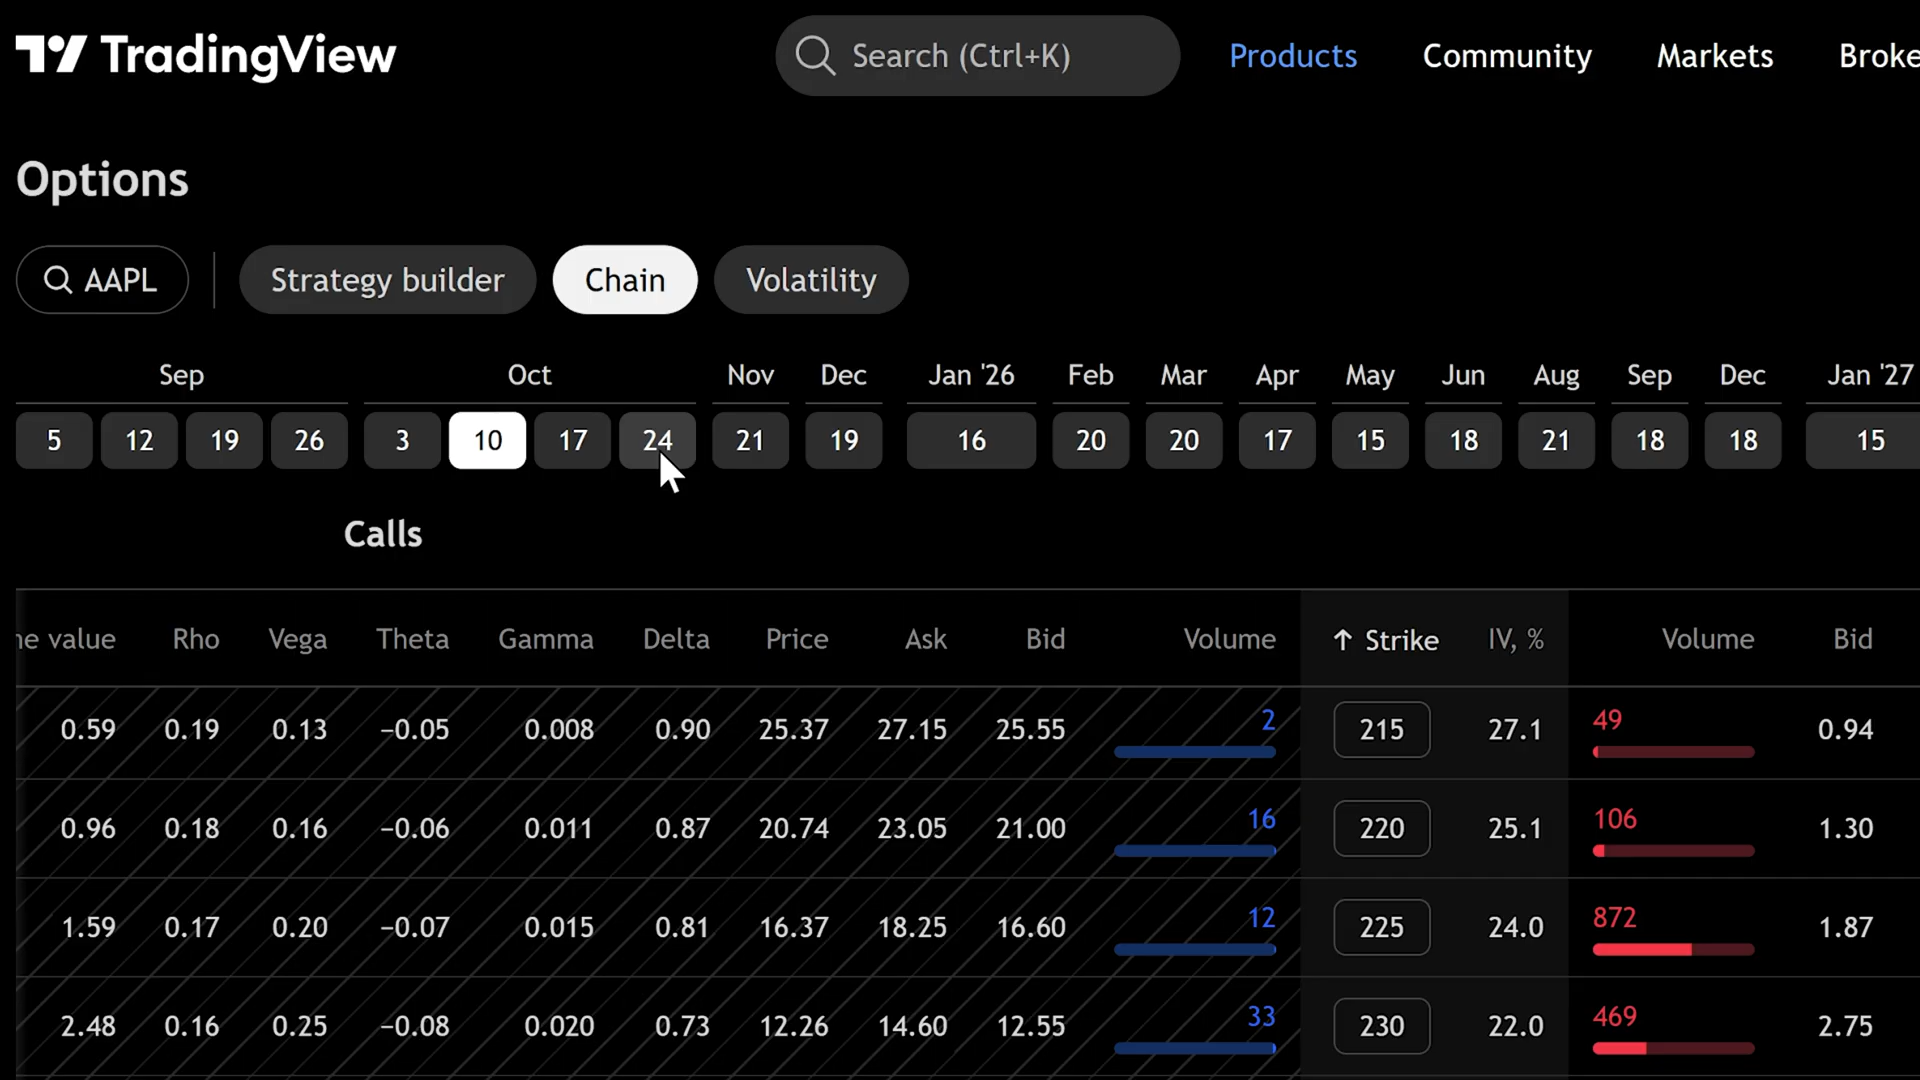 TradingView
Search (Ctrl+K)
Products Community Markets Broke
Options
AAPL Strategy builder Chain Volatility
Sep Oct Nov Dec Jan '26 Feb Mar Apr May Jun Aug Sep Dec Jan '27
5 12 19 26 3 10 17 24 21 19 16 20 20 17 15 18 21 18 18 15
Calls
ne value Rho Vega Theta Gamma Delta Price Ask Bid Volume ↑ Strike IV, % Volume Bid
0.59 0.19 0.13 −0.05 0.008 0.90 25.37 27.15 25.55 2 215 27.1 49 0.94
0.96 0.18 0.16 −0.06 0.011 0.87 20.74 23.05 21.00 16 220 25.1 106 1.30
1.59 0.17 0.20 −0.07 0.015 0.81 16.37 18.25 16.60 12 225 24.0 872 1.87
2.48 0.16 0.25 −0.08 0.020 0.73 12.26 14.60 12.55 33 230 22.0 469 2.75